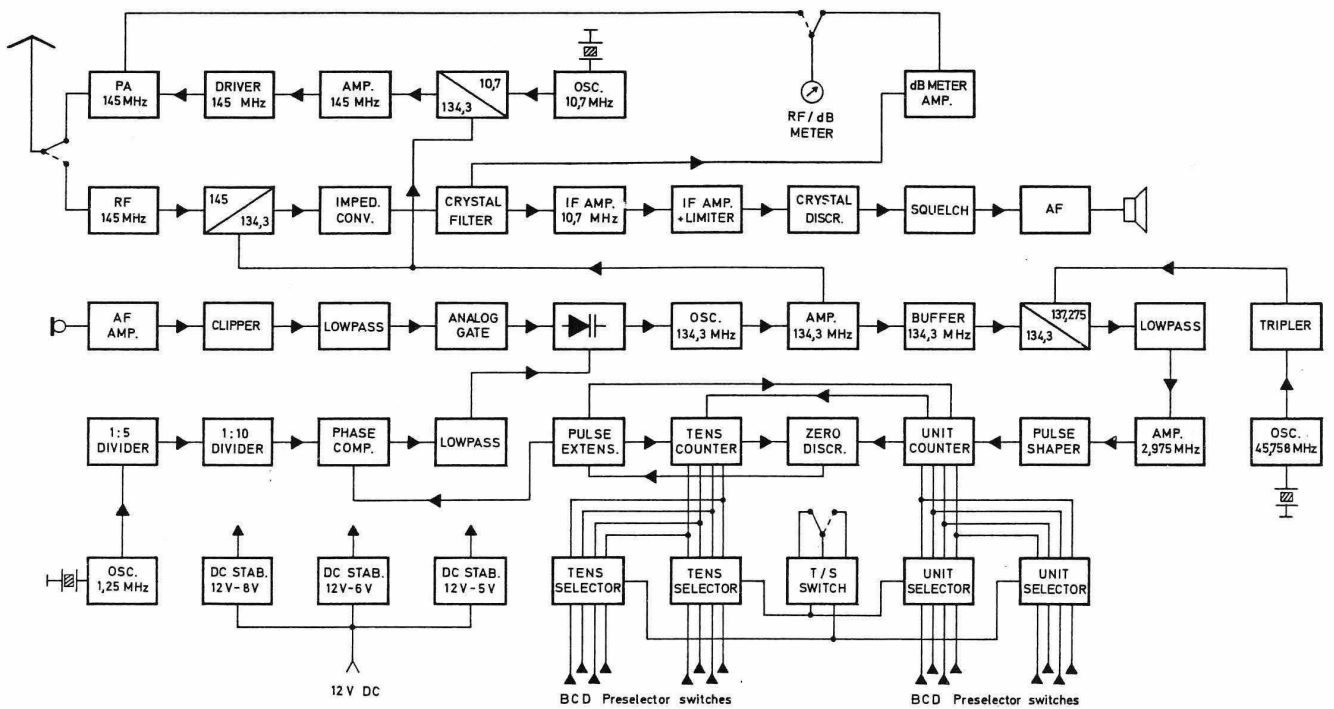 PA
145 MHz
DRIVER
145 MHz
AMP.
145 MHz
10,7
134,3
OSC.
10,7 MHz
RF / dB
METER
dB METER
AMP.
RF
145 MHz
145
134,3
IMPED.
CONV.
CRYSTAL
FILTER
IF AMP.
10,7 MHz
IF AMP.
+LIMITER
CRYSTAL
DISCR.
SQUELCH
AF
AF
AMP.
CLIPPER
LOWPASS
ANALOG
GATE
OSC.
134,3 MHz
AMP.
134,3 MHz
BUFFER
134,3 MHz
137,275
134,3
LOWPASS
TRIPLER
1:5
DIVIDER
1:10
DIVIDER
PHASE
COMP.
LOWPASS
PULSE
EXTENS.
TENS
COUNTER
ZERO
DISCR.
UNIT
COUNTER
PULSE
SHAPER
AMP.
2,975 MHz
OSC.
45,758 MHz
OSC.
1,25 MHz
DC STAB.
12V-8V
DC STAB.
12V-6V
DC STAB.
12V-5V
TENS
SELECTOR
TENS
SELECTOR
T/S
SWITCH
UNIT
SELECTOR
UNIT
SELECTOR
12 V DC
BCD Preselector switches
BCD Preselector switches